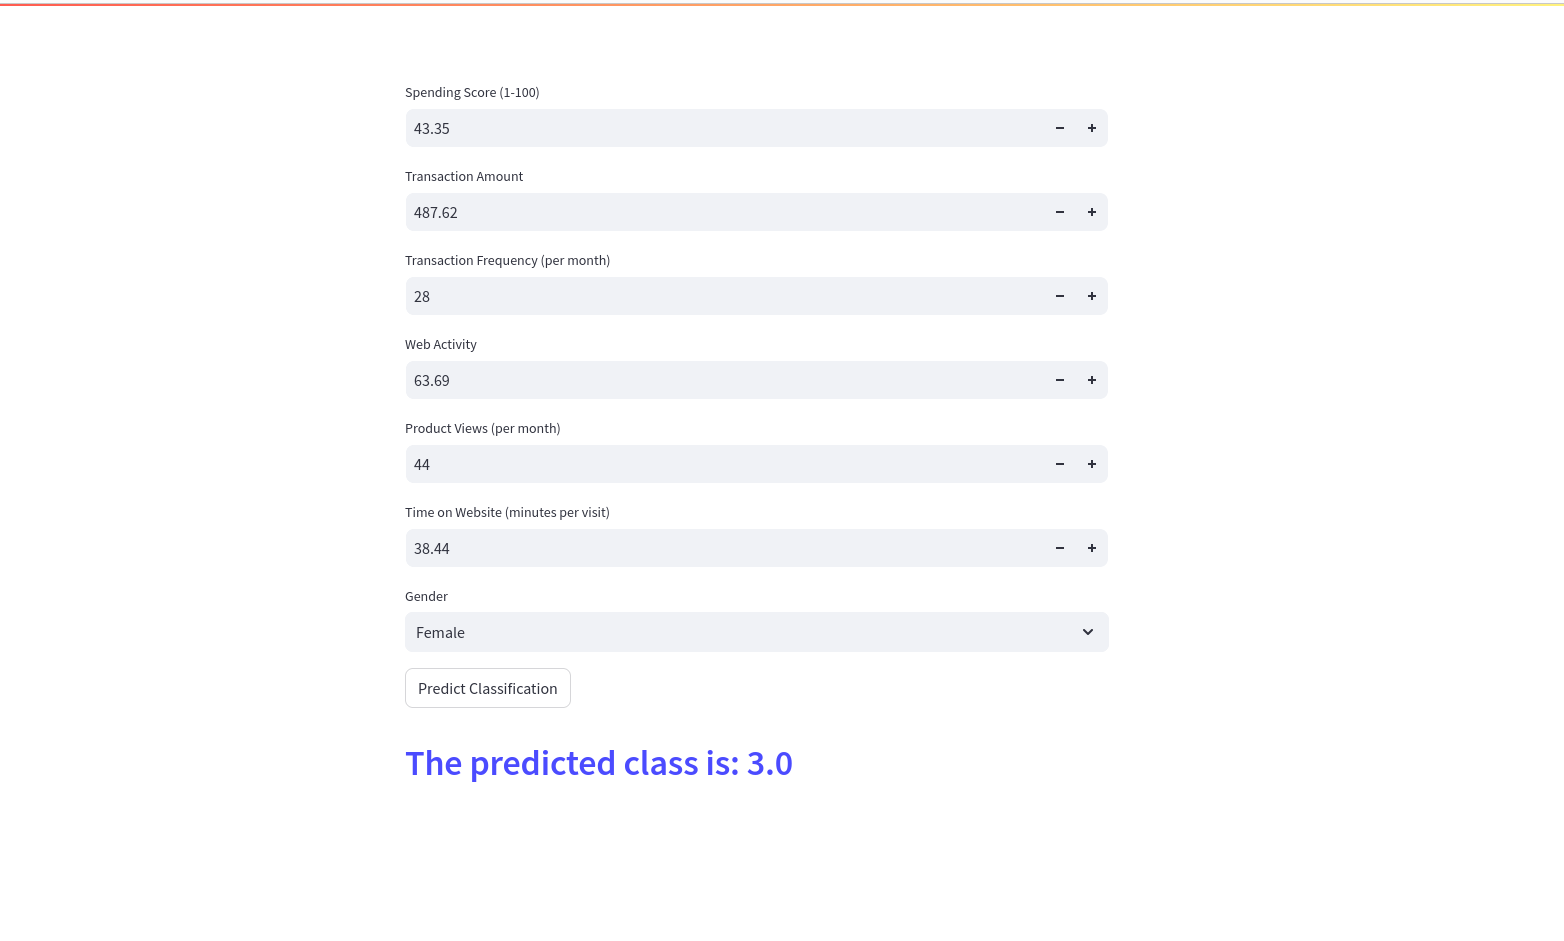 Spending Score (1-100)
43.35
Transaction Amount
487.62
Transaction Frequency (per month)
28
Web Activity
63.69
Product Views (per month)
44
Time on Website (minutes per visit)
38.44
Gender
Female
Predict Classification
The predicted class is: 3.0